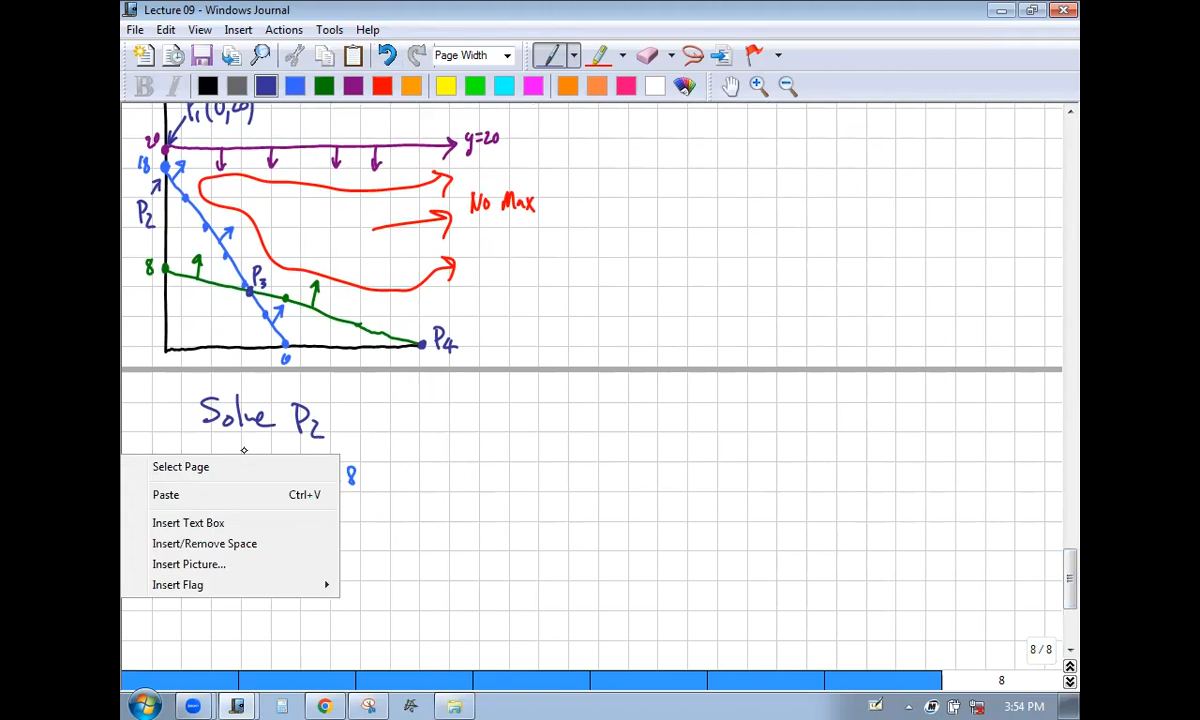 Lecture 09 - Windows Journal
File Edit View Insert Actions Tools Help
Page Width
B I
P1(0,20)
20
y=20
18
P2
No Max
8
P3
P4
6
Solve P2
8
Select Page
Paste Ctrl+V
Insert Text Box
Insert/Remove Space
Insert Picture...
Insert Flag
8 / 8
8
3:54 PM